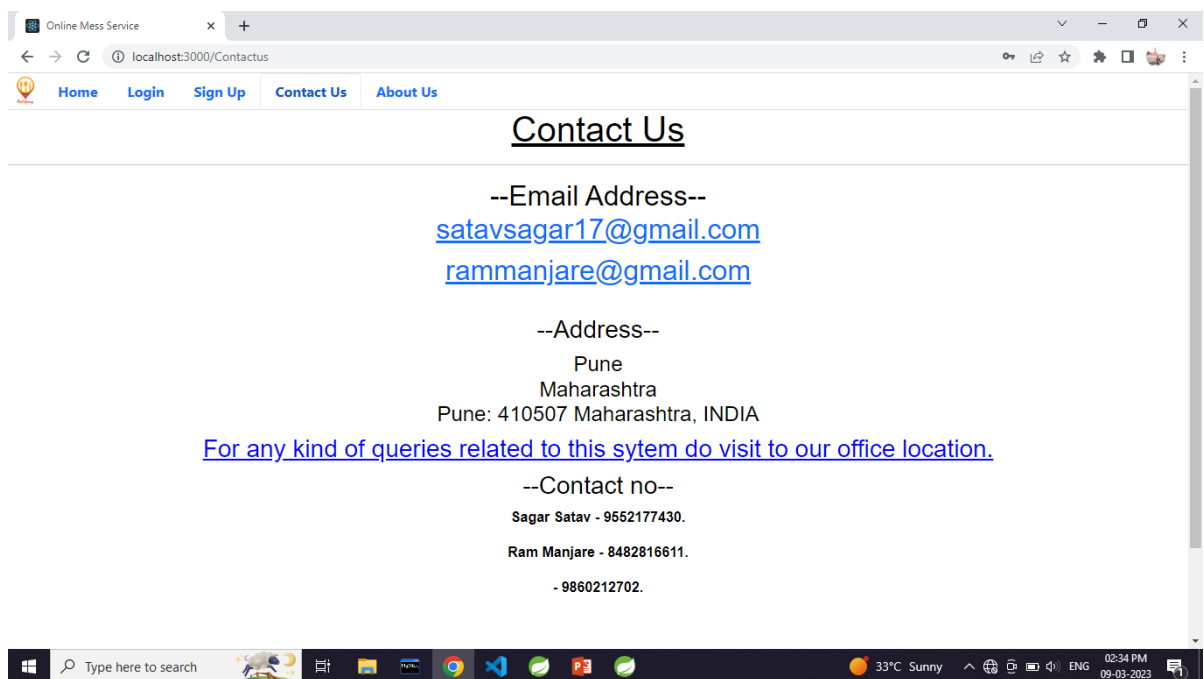 Online Mess Service
localhost:3000/Contactus
Home Login Sign Up Contact Us About Us
Contact Us
--Email Address--
satavsagar17@gmail.com
rammanjare@gmail.com
--Address--
Pune
Maharashtra
Pune: 410507 Maharashtra, INDIA
For any kind of queries related to this sytem do visit to our office location.
--Contact no--
Sagar Satav - 9552177430.
Ram Manjare - 8482816611.
- 9860212702.
Type here to search 33°C Sunny ENG 02:34 PM
09-03-2023